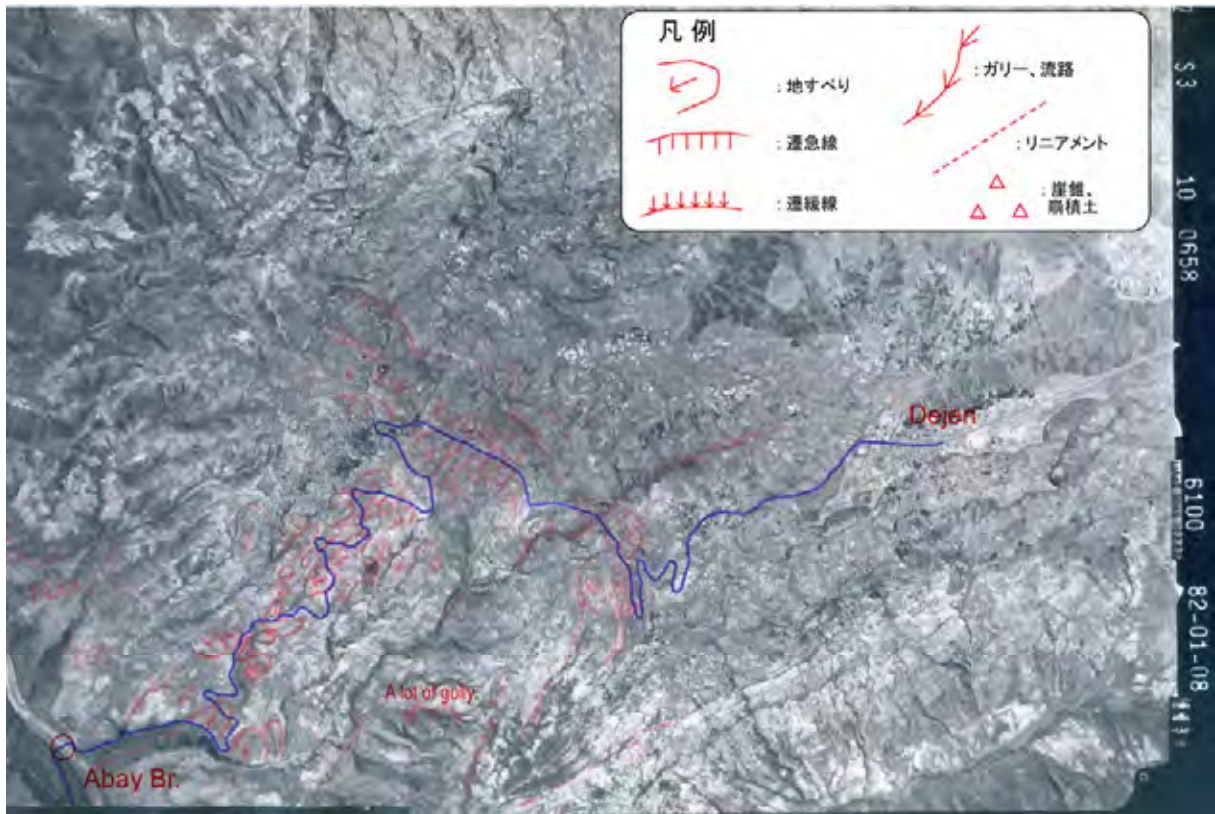 凡 例
: 地すべり
: 遷急線
: 遷緩線
: ガリー、流路
: リニアメント
: 崖錐、
崩積土
Dejen
A lot of gully
Abay Br.
S3
10 0658
6100
82-01-08